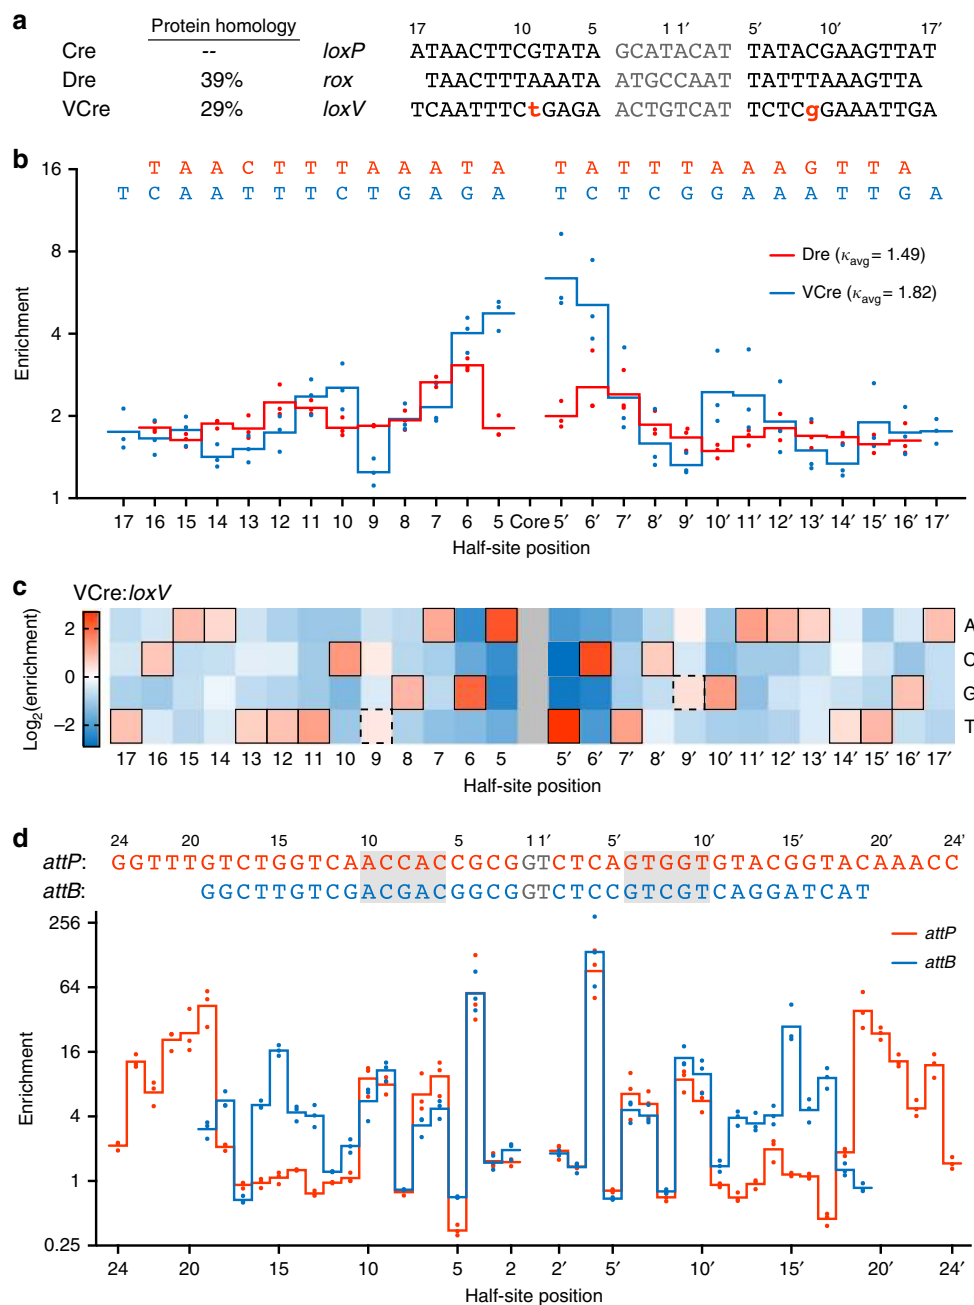 a
Protein homology
17 10 5 1 1′ 5′ 10′ 17′
Cre -- loxP ATAACTTCGTATA GCATACAT TATACGAAGTTAT
Dre 39% rox TAACTTTAAATA ATGCCAAT TATTTAAAGTTA
VCre 29% loxV TCAATTTCtGAGA ACTGTCAT TCTCgGAAATTGA
b
T A A C T T T A A A T A T A T T T A A A G T T A
T C A A T T T C T G A G A T C T C G G A A A T T G A
16
8
4
2
1
Enrichment
Dre (κavg = 1.49)
VCre (κavg = 1.82)
17 16 15 14 13 12 11 10 9 8 7 6 5 Core 5′ 6′ 7′ 8′ 9′ 10′ 11′ 12′ 13′ 14′ 15′ 16′ 17′
Half-site position
c
VCre:loxV
Log2(enrichment)
2
0
−2
A
C
G
T
17 16 15 14 13 12 11 10 9 8 7 6 5 5′ 6′ 7′ 8′ 9′ 10′ 11′ 12′ 13′ 14′ 15′ 16′ 17′
Half-site position
d
24 20 15 10 5 1 1′ 5′ 10′ 15′ 20′ 24′
attP: GGTTTGTCTGGTCAACCACCGCGGTCTCAGTGGTGTACGGTACAAACC
attB: GGCTTGTCGACGACGGCGGTCTCCGTCGTCAGGATCAT
256
64
16
4
1
0.25
Enrichment
attP
attB
24 20 15 10 5 2 2′ 5′ 10′ 15′ 20′ 24′
Half-site position